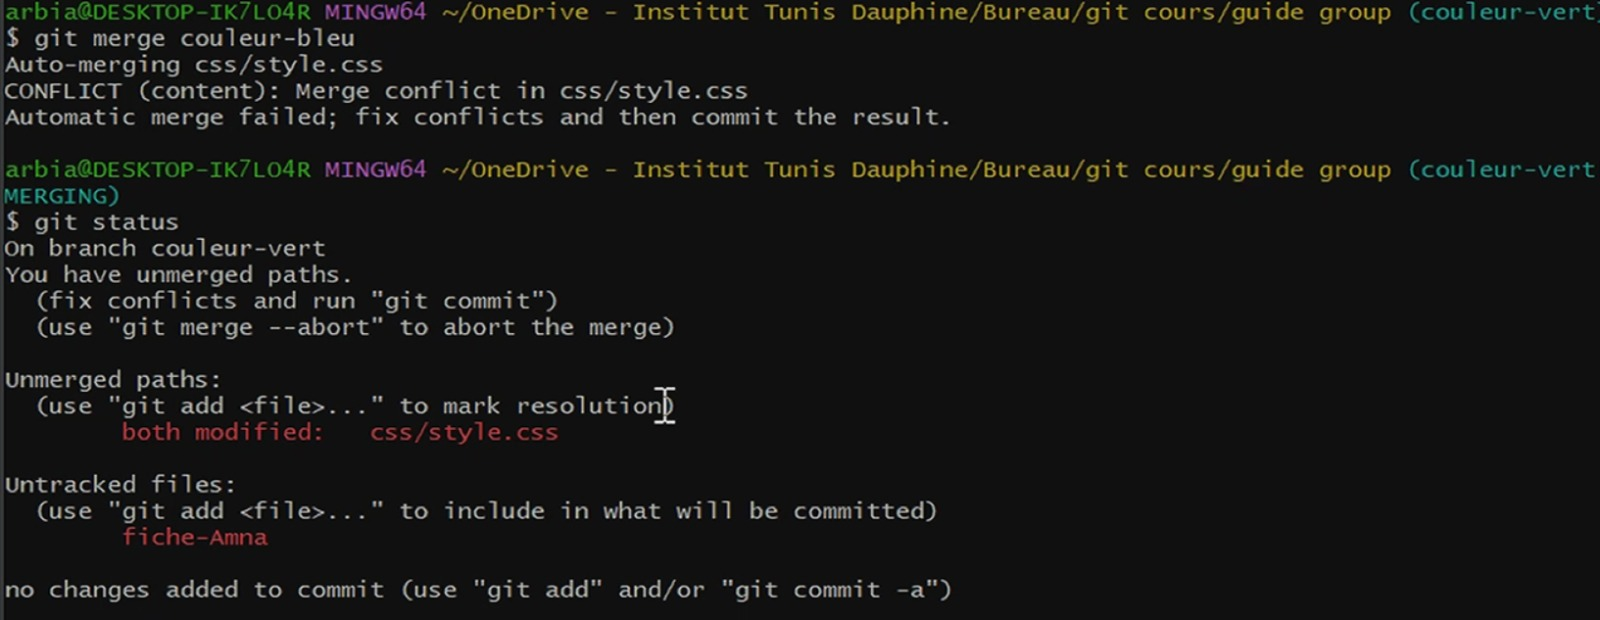 arbia@DESKTOP-IK7LO4R MINGW64 ~/OneDrive - Institut Tunis Dauphine/Bureau/git cours/guide group (couleur-vert)
$ git merge couleur-bleu
Auto-merging css/style.css
CONFLICT (content): Merge conflict in css/style.css
Automatic merge failed; fix conflicts and then commit the result.
arbia@DESKTOP-IK7LO4R MINGW64 ~/OneDrive - Institut Tunis Dauphine/Bureau/git cours/guide group (couleur-vert
MERGING)
$ git status
On branch couleur-vert
You have unmerged paths.
(fix conflicts and run "git commit")
(use "git merge --abort" to abort the merge)
Unmerged paths:
(use "git add <file>..." to mark resolution)
both modified:   css/style.css
Untracked files:
(use "git add <file>..." to include in what will be committed)
fiche-Amna
no changes added to commit (use "git add" and/or "git commit -a")